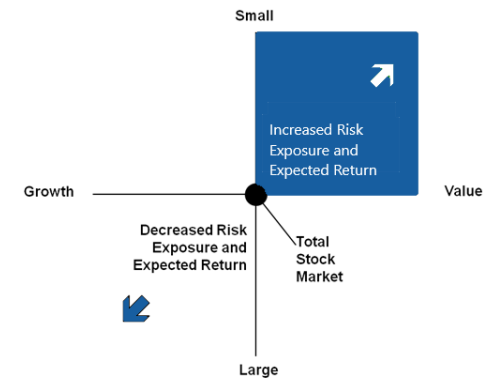 Small
Increased Risk
Exposure and
Expected Return
Growth
Value
Decreased Risk
Exposure and
Expected Return
Total
Stock
Market
Large